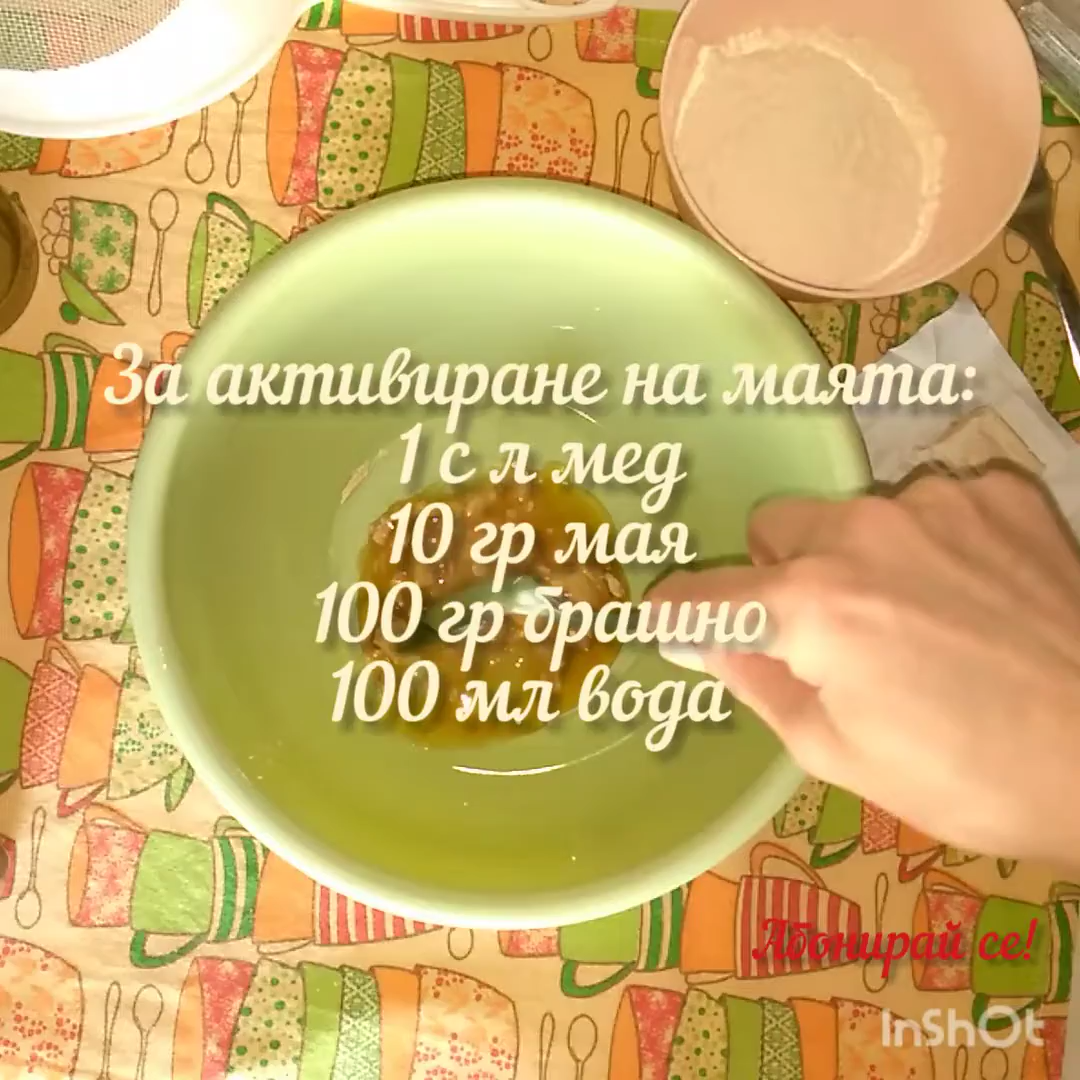 За активиране на маята:
1 с л мед
10 гр мая
100 гр брашно
100 мл вода
Абонирай се!
InShOt